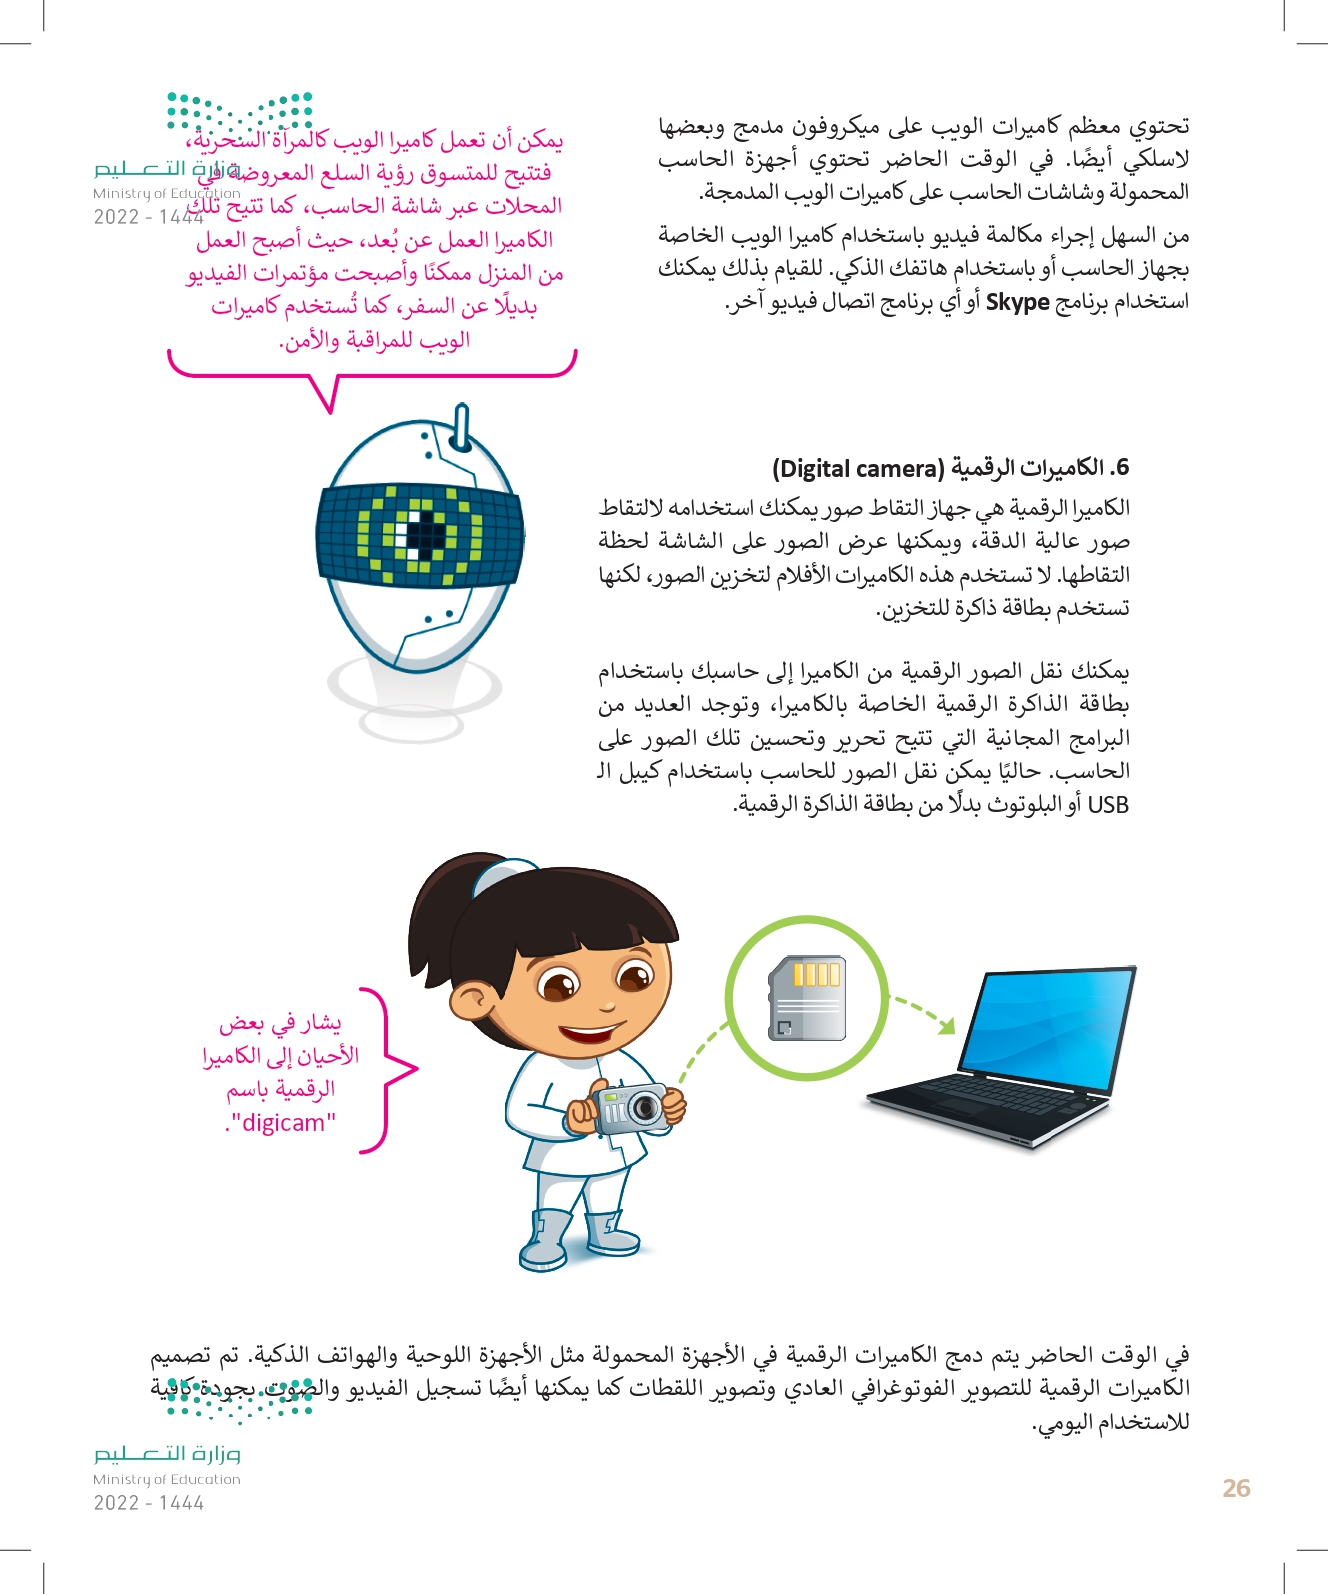 تحتوي معظم كاميرات الويب على ميكروفون مدمج وبعضها
لاسلكي أيضًا. في الوقت الحاضر تحتوي أجهزة الحاسب
المحمولة وشاشات الحاسب على كاميرات الويب المدمجة.
من السهل إجراء مكالمة فيديو باستخدام كاميرا الويب الخاصة
بجهاز الحاسب أو باستخدام هاتفك الذكي. للقيام بذلك يمكنك
استخدام برنامج Skype أو أي برنامج اتصال فيديو آخر.
يمكن أن تعمل كاميرا الويب كالمرآة السحرية،
فتتيح للمتسوق رؤية السلع المعروضة في
المحلات عبر شاشة الحاسب، كما تتيح تلك
الكاميرا العمل عن بُعد، حيث أصبح العمل
من المنزل ممكنًا وأصبحت مؤتمرات الفيديو
بديلًا عن السفر، كما تُستخدم كاميرات
الويب للمراقبة والأمن.
وزارة التعليم
Ministry of Education
2022 - 1444
6. الكاميرات الرقمية (Digital camera)
الكاميرا الرقمية هي جهاز التقاط صور يمكنك استخدامه لالتقاط
صور عالية الدقة، ويمكنها عرض الصور على الشاشة لحظة
التقاطها. لا تستخدم هذه الكاميرات الأفلام لتخزين الصور، لكنها
تستخدم بطاقة ذاكرة للتخزين.
يمكنك نقل الصور الرقمية من الكاميرا إلى حاسبك باستخدام
بطاقة الذاكرة الرقمية الخاصة بالكاميرا، وتوجد العديد من
البرامج المجانية التي تتيح تحرير وتحسين تلك الصور على
الحاسب. حاليًا يمكن نقل الصور للحاسب باستخدام كيبل الـ
USB أو البلوتوث بدلًا من بطاقة الذاكرة الرقمية.
يشار في بعض
الأحيان إلى الكاميرا
الرقمية باسم
"digicam".
في الوقت الحاضر يتم دمج الكاميرات الرقمية في الأجهزة المحمولة مثل الأجهزة اللوحية والهواتف الذكية. تم تصميم
الكاميرات الرقمية للتصوير الفوتوغرافي العادي وتصوير اللقطات كما يمكنها أيضًا تسجيل الفيديو والصوت بجودة كافية
للاستخدام اليومي.
وزارة التعليم
Ministry of Education
2022 - 1444
26